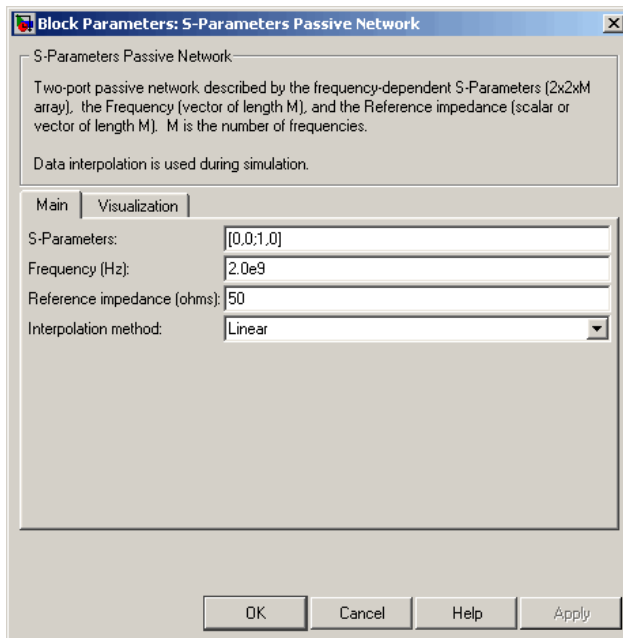 Block Parameters: S-Parameters Passive Network
S-Parameters Passive Network
Two-port passive network described by the frequency-dependent S-Parameters (2x2xM
array),  the Frequency (vector of length M), and the Reference impedance (scalar or
vector of length M).  M is the number of frequencies.
Data interpolation is used during simulation.
Main Visualization
S-Parameters: [0,0;1,0]
Frequency (Hz): 2.0e9
Reference impedance (ohms): 50
Interpolation method: Linear
OK Cancel Help Apply